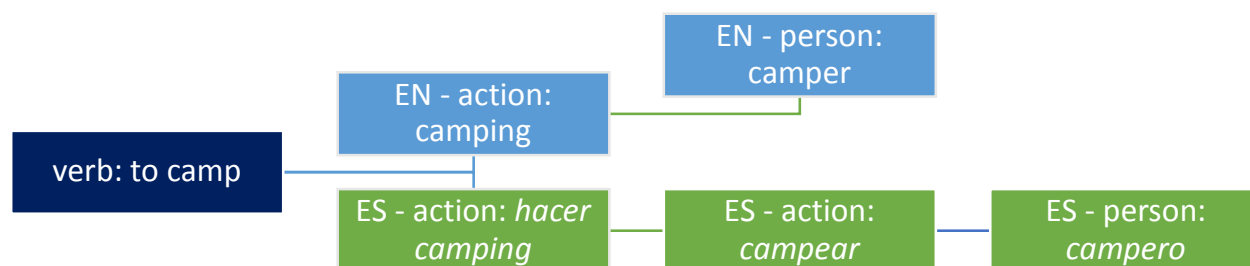 EN - person:
camper
EN - action:
camping
verb: to camp
ES - action: hacer
camping
ES - action:
campear
ES - person:
campero